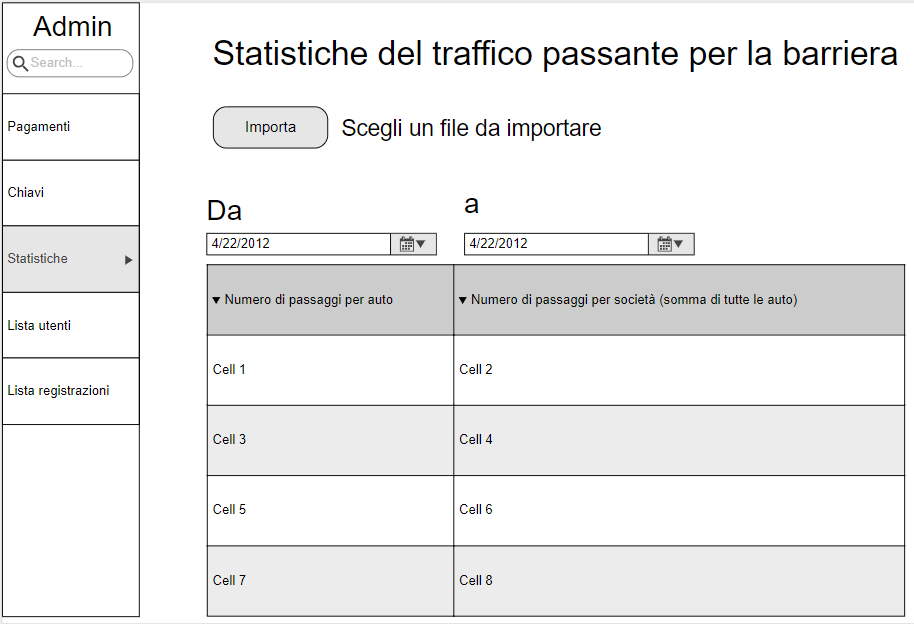 Admin
Search...
Pagamenti
Chiavi
Statistiche
Lista utenti
Lista registrazioni
Statistiche del traffico passante per la barriera
Importa
Scegli un file da importare
Da
a
4/22/2012
4/22/2012
Numero di passaggi per auto
Numero di passaggi per società (somma di tutte le auto)
Cell 1
Cell 2
Cell 3
Cell 4
Cell 5
Cell 6
Cell 7
Cell 8